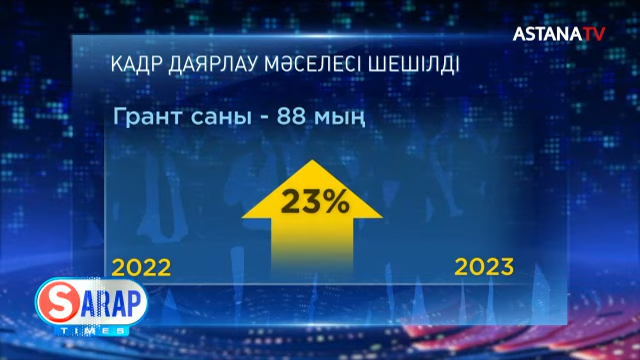 ASTANATV
КАДР ДАЯРЛАУ МӘСЕЛЕСІ ШЕШІЛДІ
Грант саны - 88 мың
23%
2022
2023
SARAP
TIMES